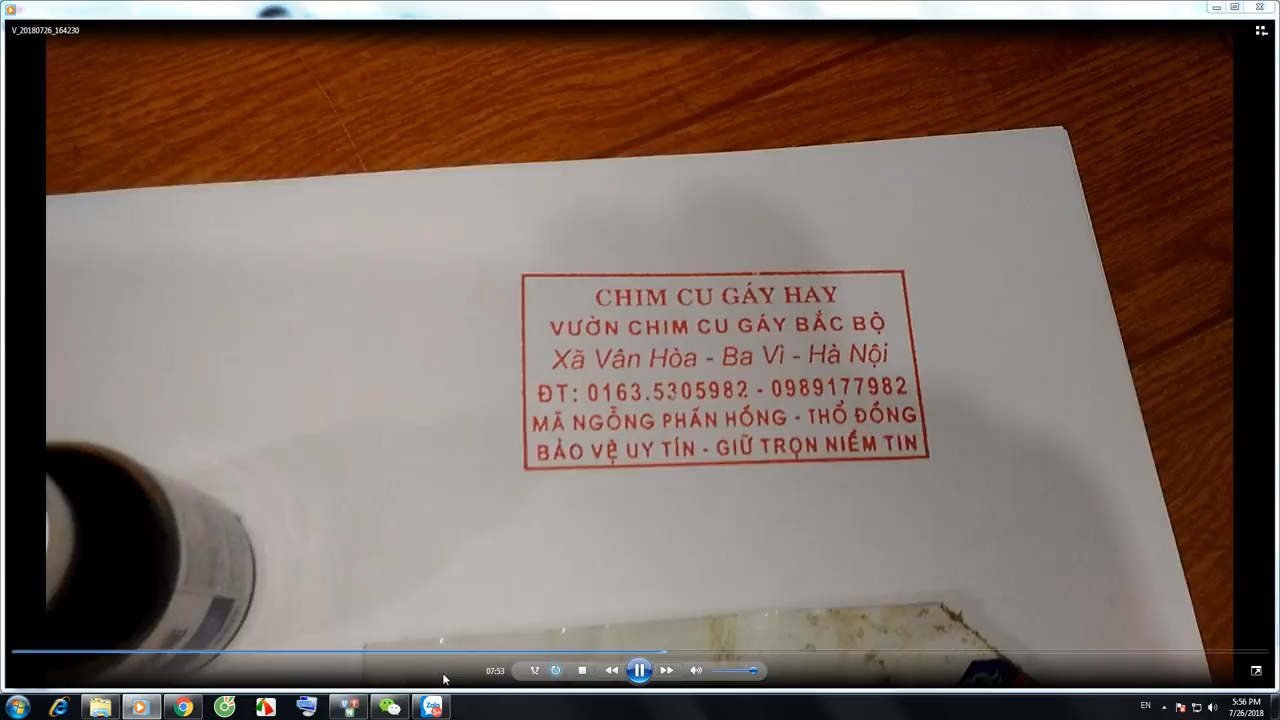 V_20180726_164230
CHIM CU GÁY HAY
VƯỜN CHIM CU GÁY BẮC BỘ
Xã Vân Hòa - Ba Vì - Hà Nội
ĐT: 0163.5305982 - 0989177982
MÃ NGỖNG PHẤN HỒNG - THỔ ĐỒNG
BẢO VỆ UY TÍN - GIỮ TRỌN NIỀM TIN
07:53
EN
5:56 PM
7/26/2018
Zalo